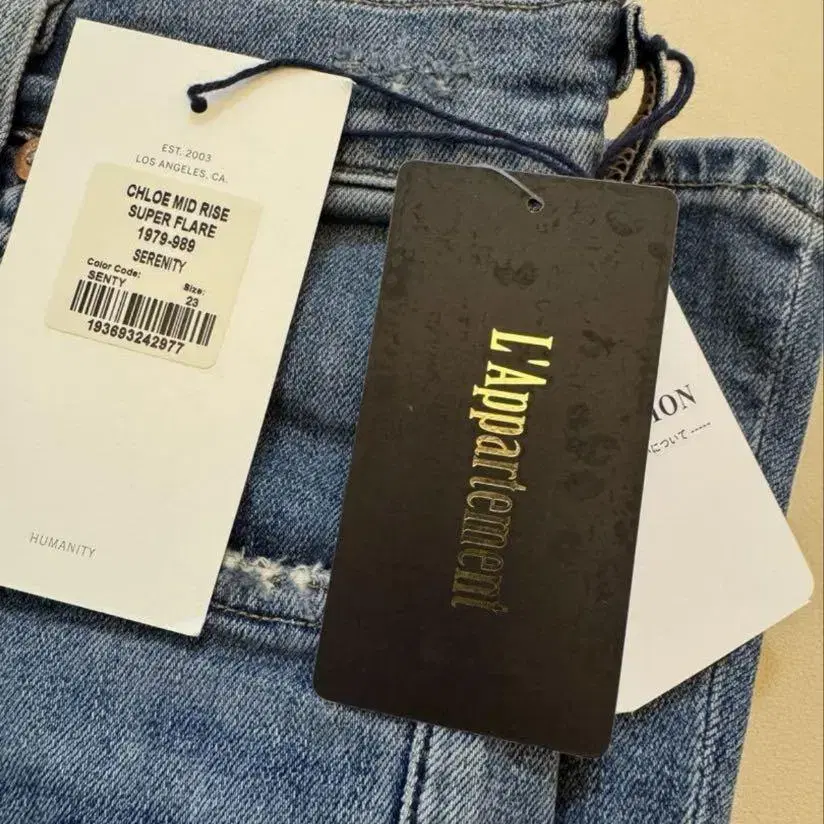 EST. 2003
LOS ANGELES, CA.
CHLOE MID RISE
SUPER FLARE
1979-989
SERENITY
Color Code:
SENTY
Size:
23
193693242977
HUMANITY
L'Appartement
ION
について -----